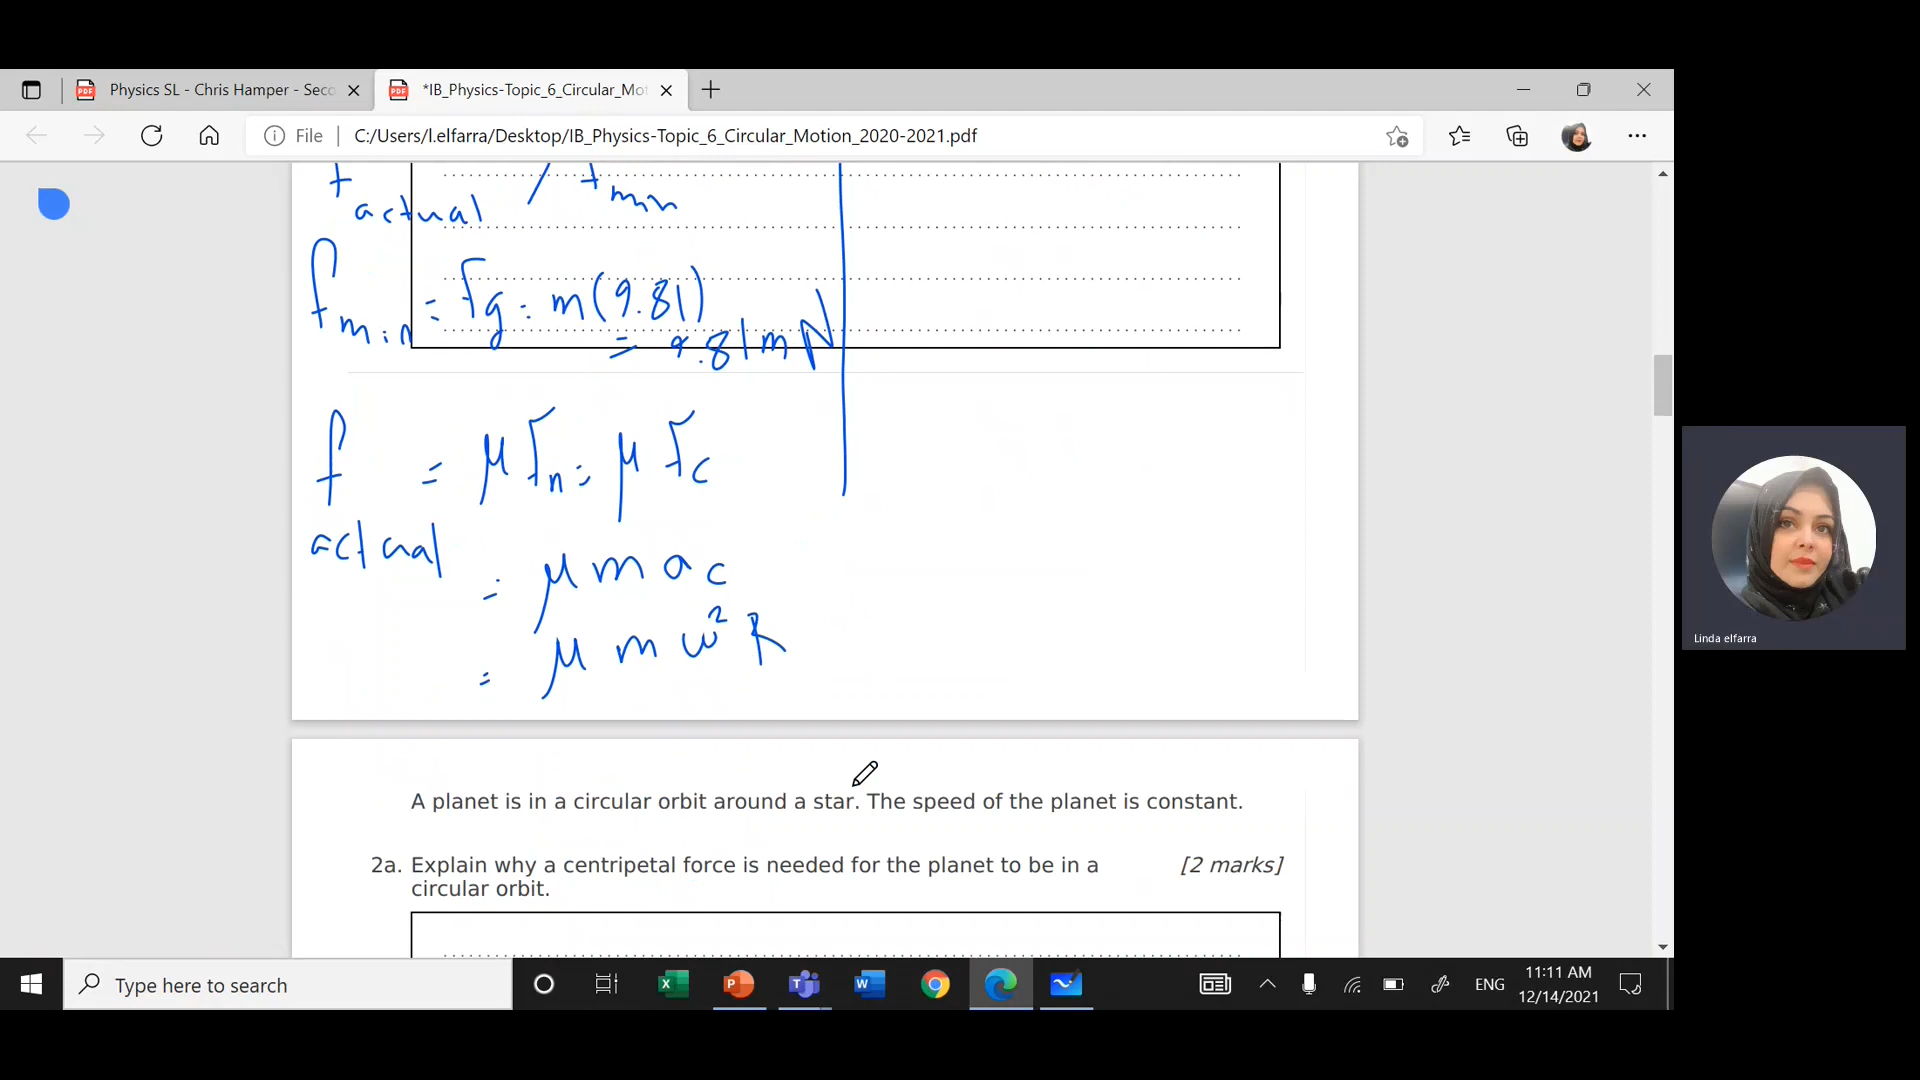 Physics SL - Chris Hamper - Seco
*IB_Physics-Topic_6_Circular_Mot
File
C:/Users/l.elfarra/Desktop/IB_Physics-Topic_6_Circular_Motion_2020-2021.pdf
f actual / f min
f min = Fg = m(9.81)
= 9.81 m N
f actual = μ Fn = μ Fc
= μ m a c
= μ m ω² R
A planet is in a circular orbit around a star. The speed of the planet is constant.
2a. Explain why a centripetal force is needed for the planet to be in a [2 marks]
circular orbit.
Linda elfarra
Type here to search
ENG
11:11 AM
12/14/2021